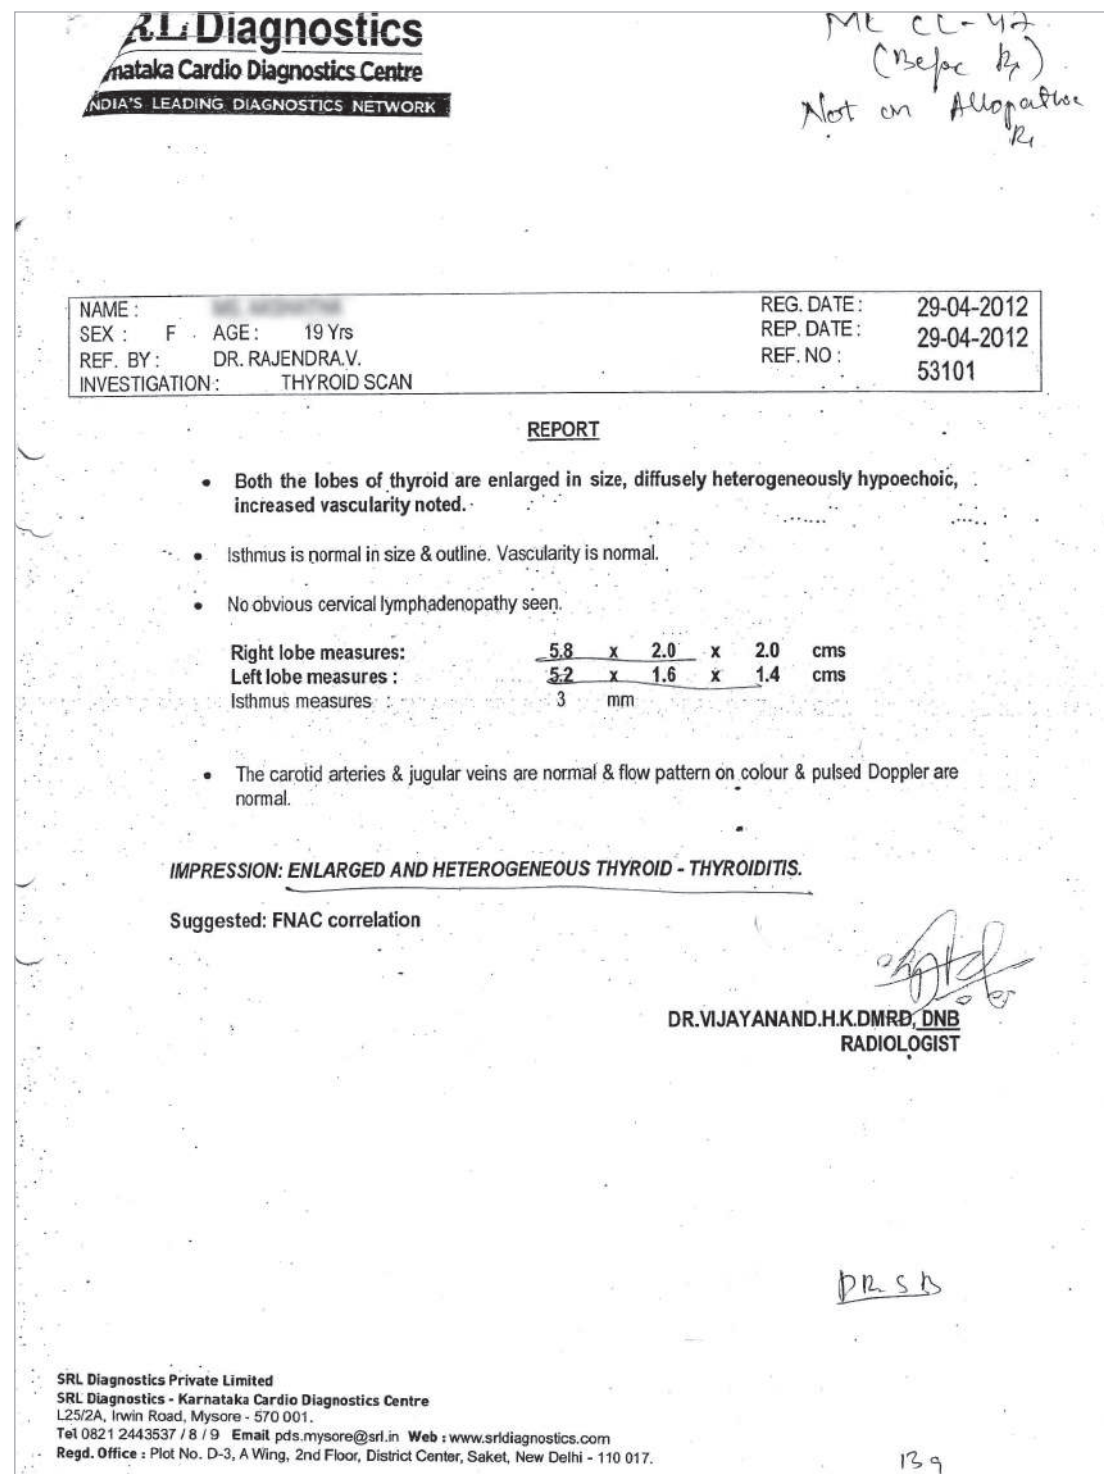 SRL Diagnostics
rnataka Cardio Diagnostics Centre
INDIA'S LEADING DIAGNOSTICS NETWORK
CC-42
(Before Rx)
Not on Allopathic
Rx
NAME :
SEX : F AGE : 19 Yrs
REF. BY : DR. RAJENDRA.V.
INVESTIGATION : THYROID SCAN
REG. DATE : 29-04-2012
REP. DATE : 29-04-2012
REF. NO : 53101
REPORT
• Both the lobes of thyroid are enlarged in size, diffusely heterogeneously hypoechoic,
increased vascularity noted.
• Isthmus is normal in size & outline. Vascularity is normal.
• No obvious cervical lymphadenopathy seen.
Right lobe measures: 5.8 x 2.0 x 2.0 cms
Left lobe measures : 5.2 x 1.6 x 1.4 cms
Isthmus measures : 3 mm
• The carotid arteries & jugular veins are normal & flow pattern on colour & pulsed Doppler are
normal.
IMPRESSION: ENLARGED AND HETEROGENEOUS THYROID - THYROIDITIS.
Suggested: FNAC correlation
DR.VIJAYANAND.H.K.DMRD, DNB
RADIOLOGIST
DR SB
SRL Diagnostics Private Limited
SRL Diagnostics - Karnataka Cardio Diagnostics Centre
L25/2A, Irwin Road, Mysore - 570 001.
Tel 0821 2443537 / 8 / 9 Email pds.mysore@srl.in Web : www.srldiagnostics.com
Regd. Office : Plot No. D-3, A Wing, 2nd Floor, District Center, Saket, New Delhi - 110 017.
139